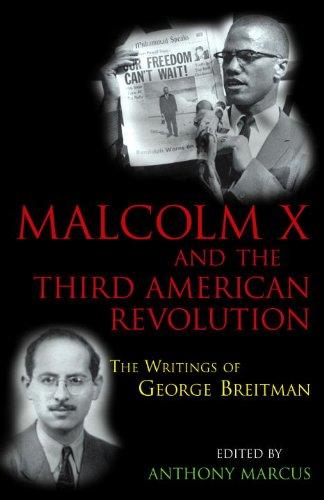 Muhammad Speaks
OUR FREEDOM
CAN'T WAIT!
MALCOLM X
AND THE
THIRD AMERICAN
REVOLUTION
THE WRITINGS OF
GEORGE BREITMAN
EDITED BY
ANTHONY MARCUS